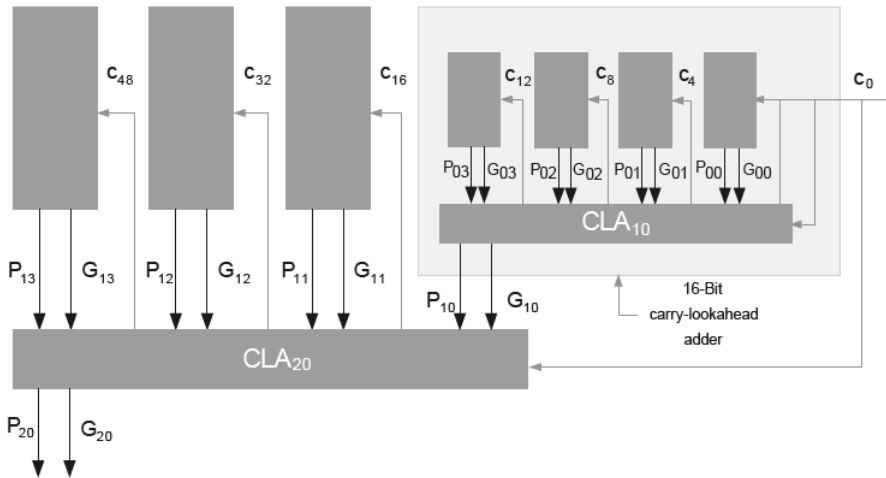 C48
C32
C16
C12
C8
C4
C0
P03
G03
P02
G02
P01
G01
P00
G00
CLA10
P13
G13
P12
G12
P11
G11
P10
G10
16-Bit
carry-lookahead
adder
CLA20
P20
G20